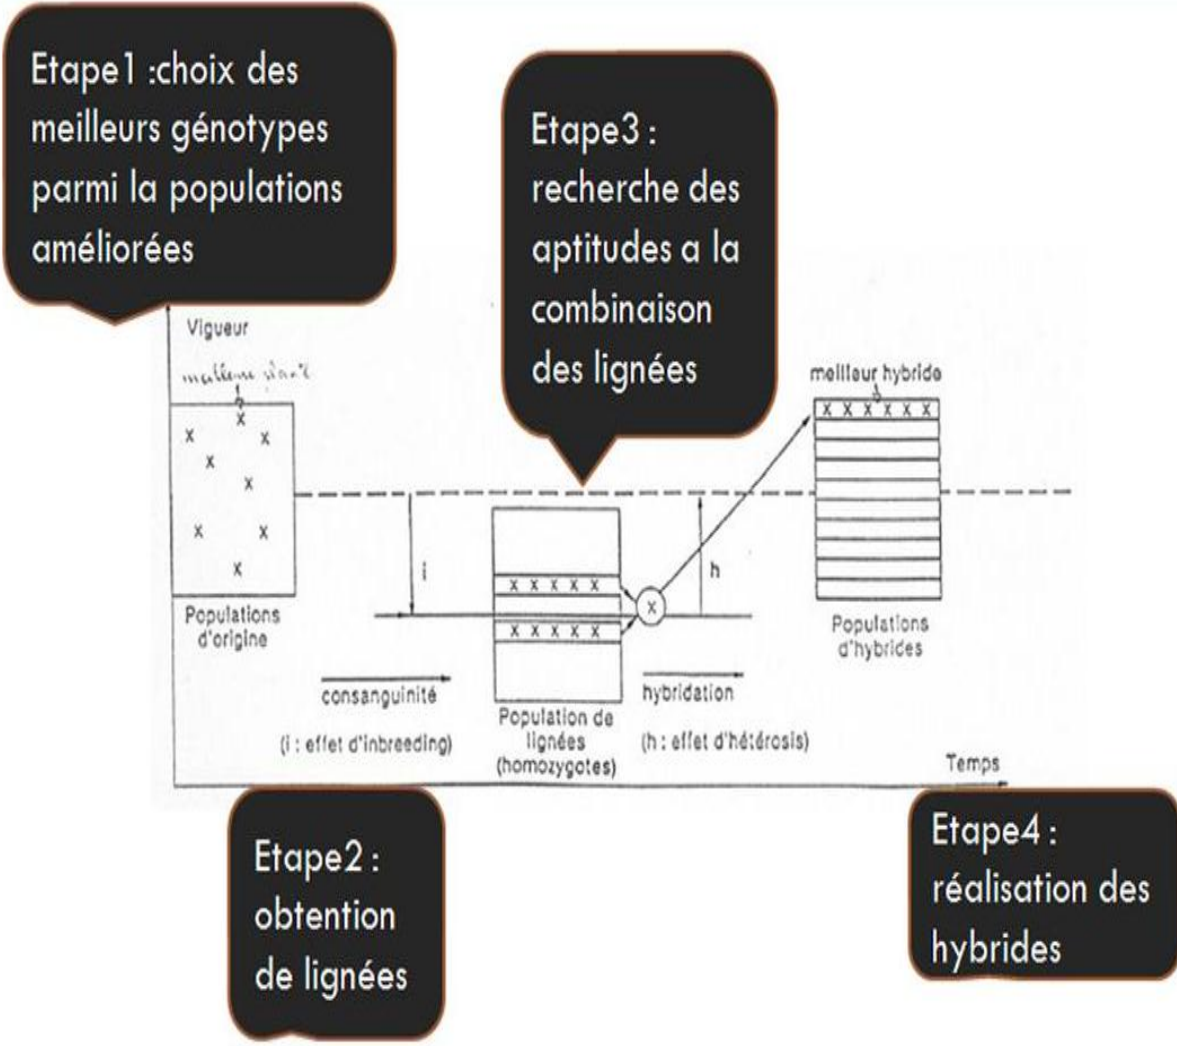 Etape1 :choix des
meilleurs génotypes
parmi la populations
améliorées
Etape3 :
recherche des
aptitudes a la
combinaison
des lignées
Vigueur
meilleur hybride
x x x x x x
x
x
x
x
x
x
x
x
i
h
x x x x x
x
x x x x x
Populations
d'origine
Populations
d'hybrides
consanguinité
hybridation
(i : effet d'inbreeding)
Population de
lignées
(homozygotes)
(h : effet d'hétérosis)
Temps
Etape2 :
obtention
de lignées
Etape4 :
réalisation des
hybrides